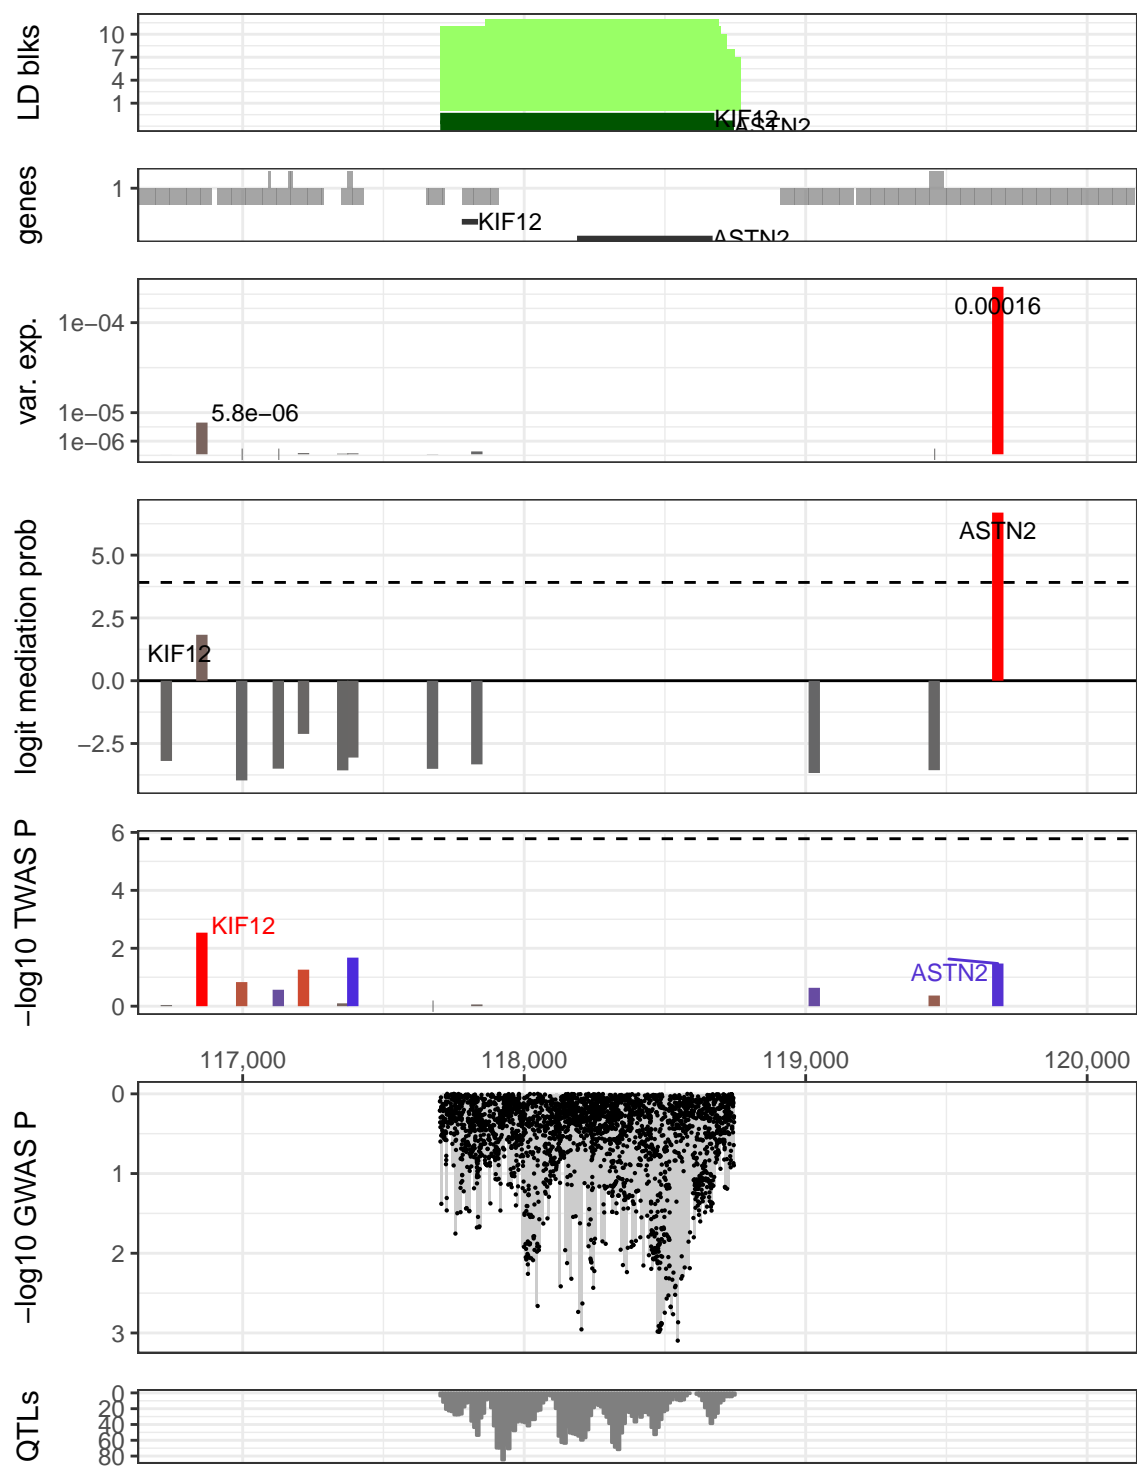 LD blks
10
7
4
1
KIF12
ASTN2
genes
1
KIF12
ASTN2
var. exp.
1e−04
1e−05
1e−06
5.8e−06
0.00016
logit mediation prob
5.0
2.5
0.0
−2.5
KIF12
ASTN2
−log10 TWAS P
6
4
2
0
KIF12
ASTN2
117,000 118,000 119,000 120,000
−log10 GWAS P
0
1
2
3
QTLs
0
20
40
60
80